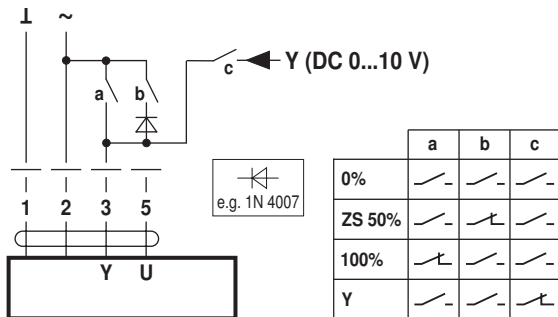 ⊥ ~
a b c Y (DC 0...10 V)
1 2 3 5
Y U
e.g. 1N 4007
a b c
0%
ZS 50%
100%
Y